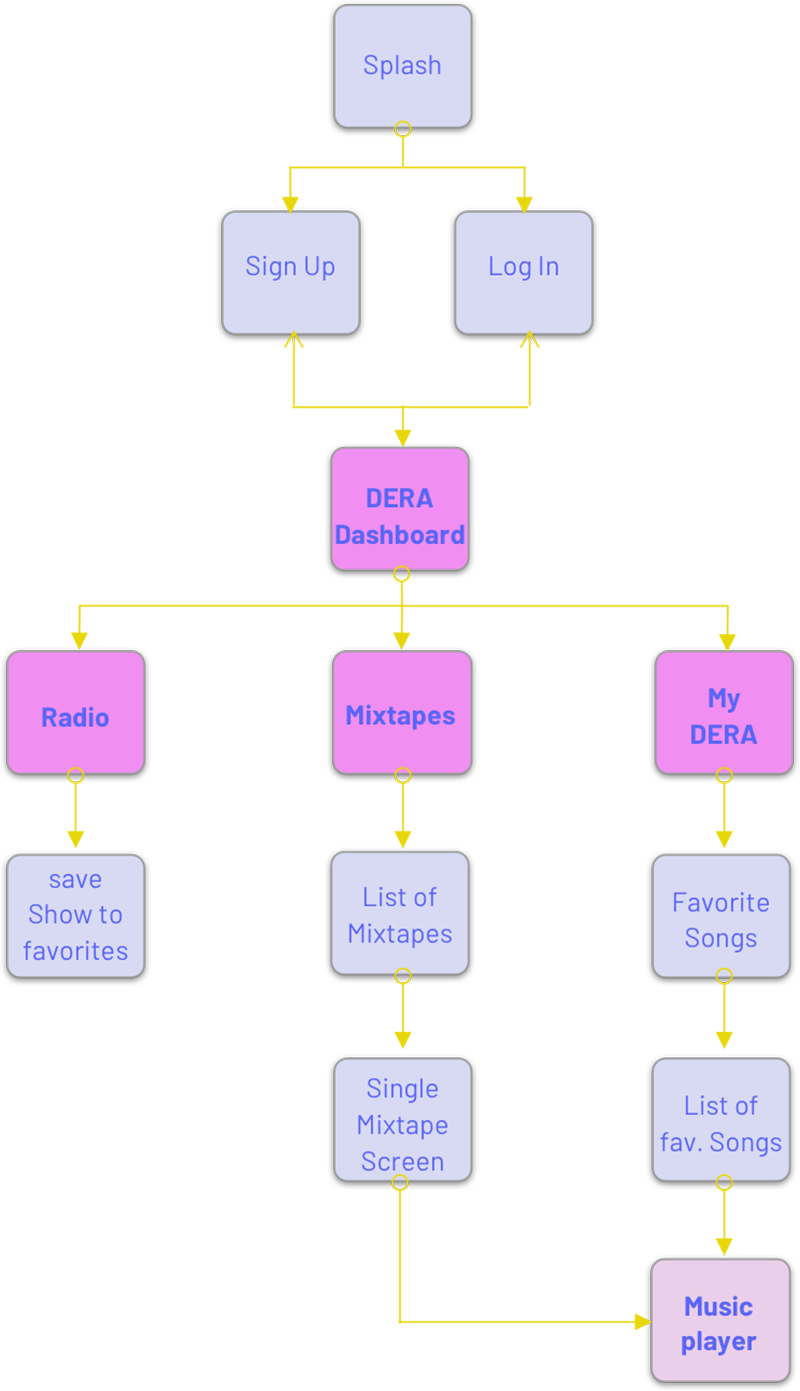 Splash
Sign Up
Log In
DERA
Dashboard
Radio
Mixtapes
My
DERA
save
Show to
favorites
List of
Mixtapes
Favorite
Songs
Single
Mixtape
Screen
List of
fav. Songs
Music
player